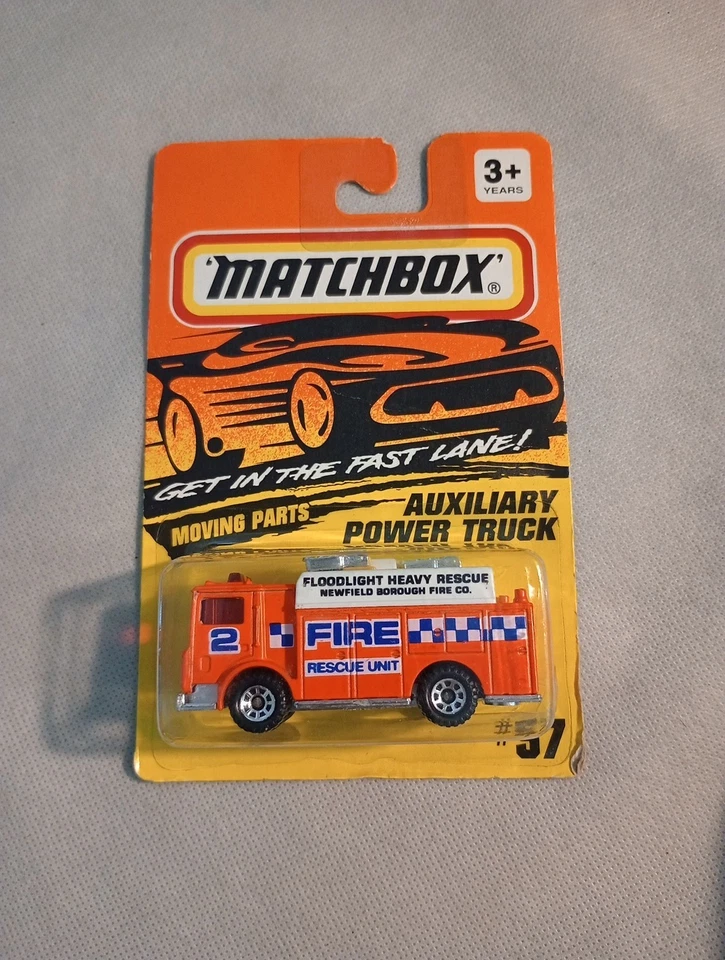 3+
YEARS
'MATCHBOX'®
GET IN THE FAST LANE!
MOVING PARTS
AUXILIARY
POWER TRUCK
FLOODLIGHT HEAVY RESCUE
NEWFIELD BOROUGH FIRE CO.
2
FIRE
RESCUE UNIT
#57